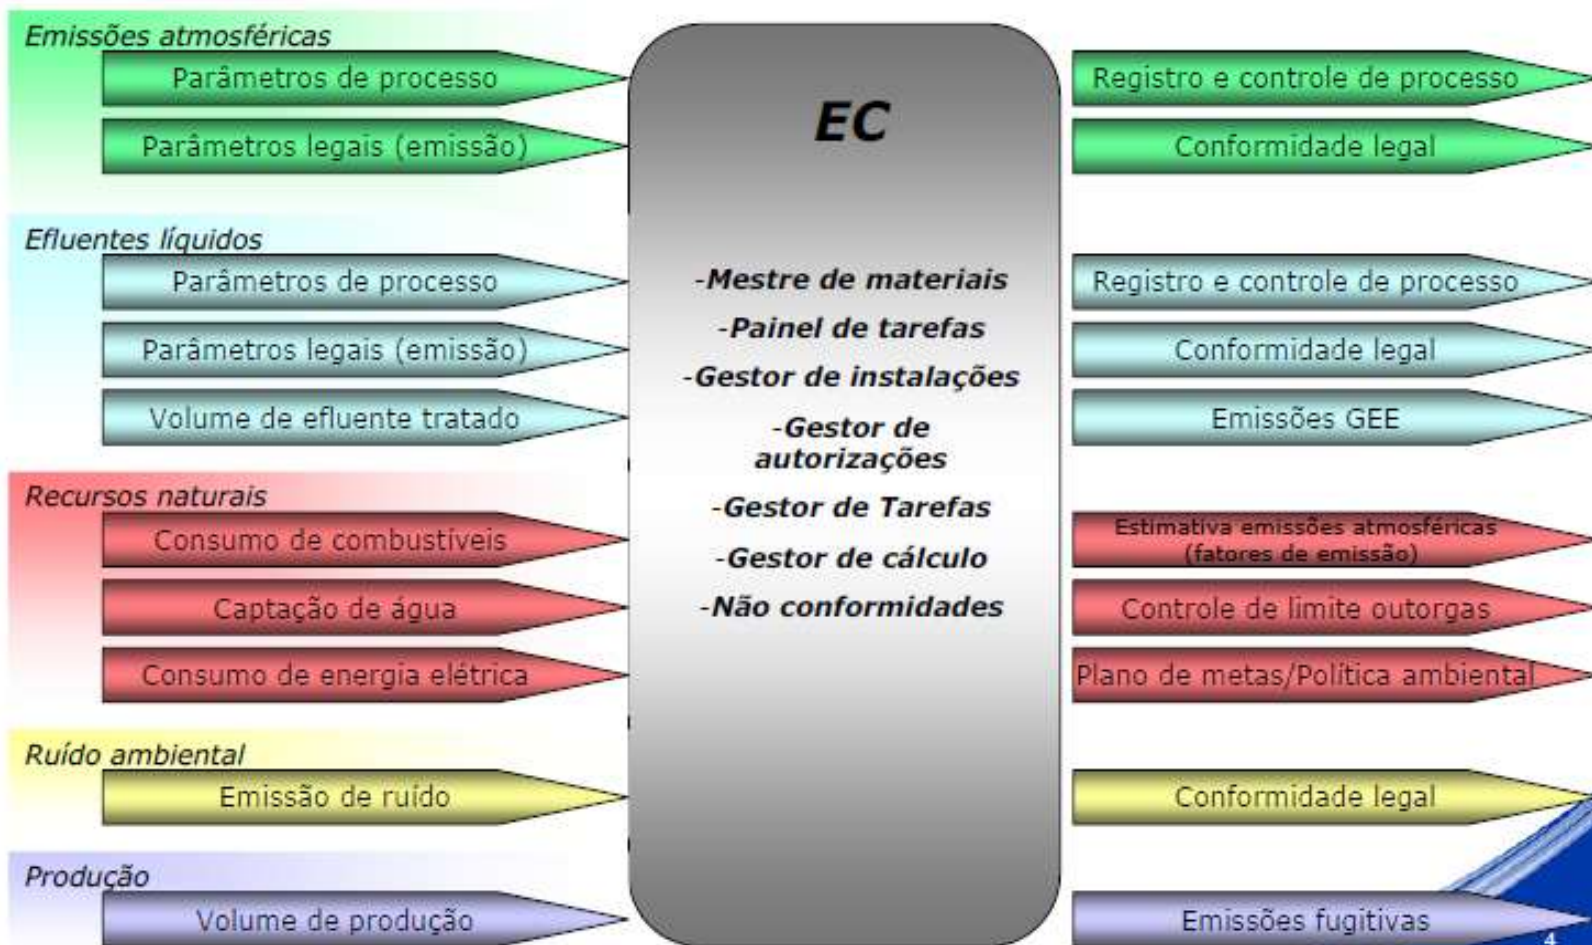 Emissões atmosféricas
Parâmetros de processo
Parâmetros legais (emissão)
Efluentes líquidos
Parâmetros de processo
Parâmetros legais (emissão)
Volume de efluente tratado
Recursos naturais
Consumo de combustíveis
Captação de água
Consumo de energia elétrica
Ruído ambiental
Emissão de ruído
Produção
Volume de produção
EC
-Mestre de materiais
-Painel de tarefas
-Gestor de instalações
-Gestor de
autorizações
-Gestor de Tarefas
-Gestor de cálculo
-Não conformidades
Registro e controle de processo
Conformidade legal
Registro e controle de processo
Conformidade legal
Emissões GEE
Estimativa emissões atmosféricas
(fatores de emissão)
Controle de limite outorgas
Plano de metas/Política ambiental
Conformidade legal
Emissões fugitivas
4